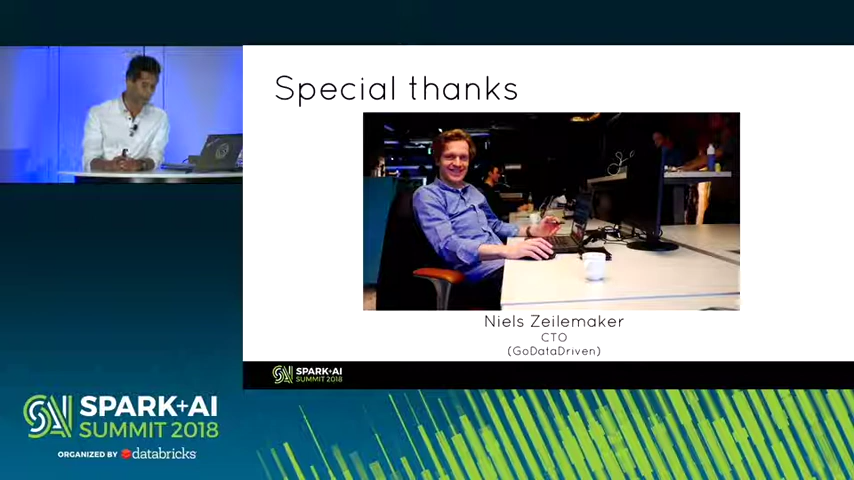 Special thanks
Niels Zeilemaker
CTO
(GoDataDriven)
SPARK+AI
SUMMIT 2018
SPARK+AI
SUMMIT 2018
ORGANIZED BY databricks